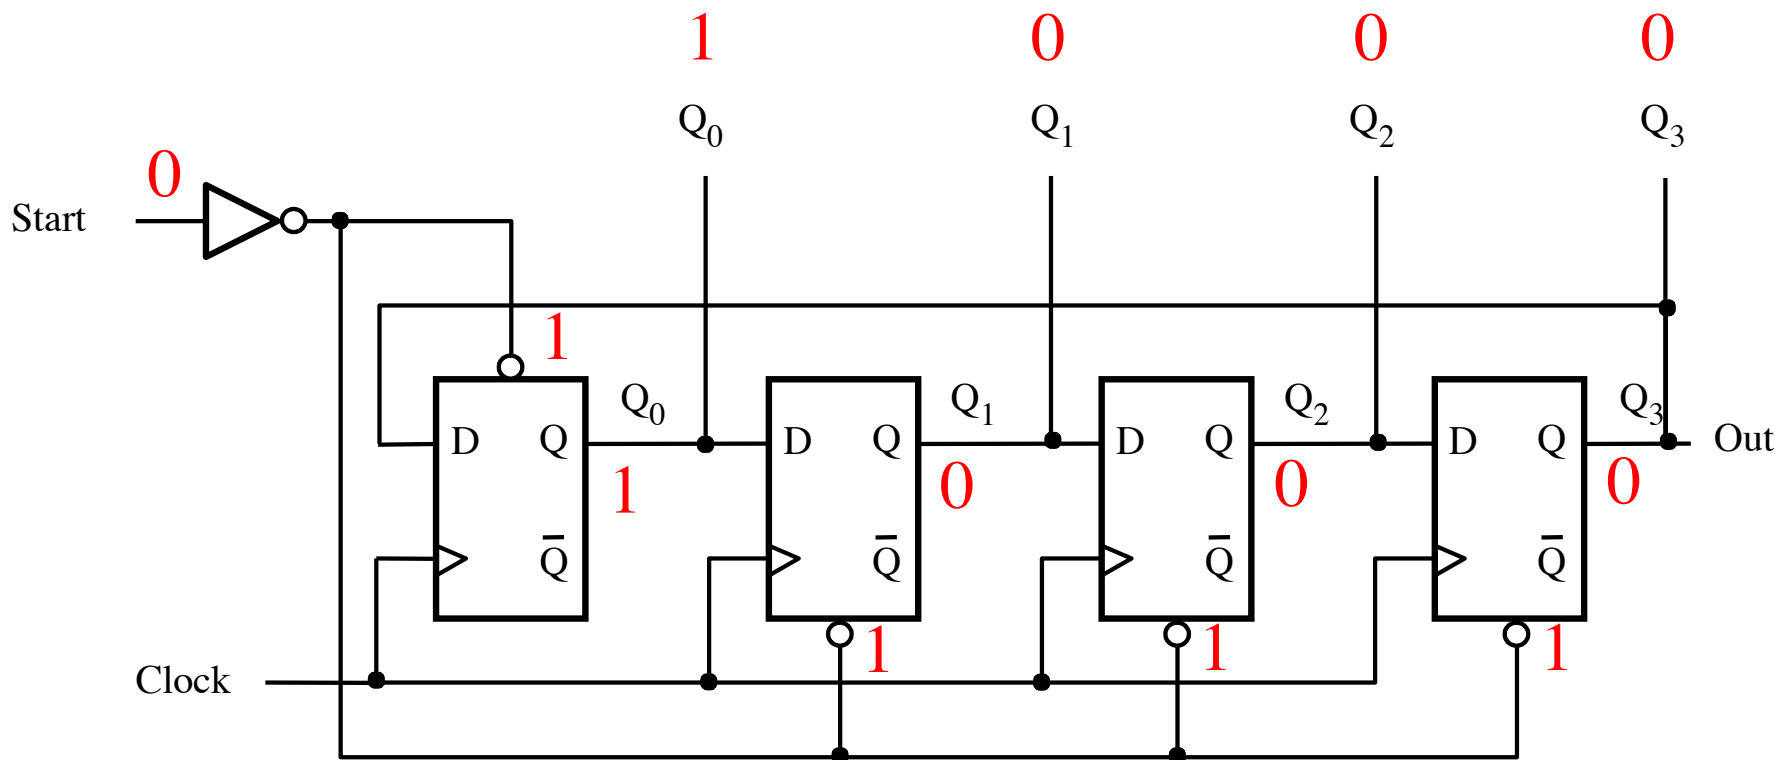 1 0 0 0
Q0 Q1 Q2 Q3
0
Start
1
Q0 Q1 Q2 Q3
D Q D Q D Q D Q Out
1 0 0 0
Q̅ Q̅ Q̅ Q̅
1 1 1
Clock